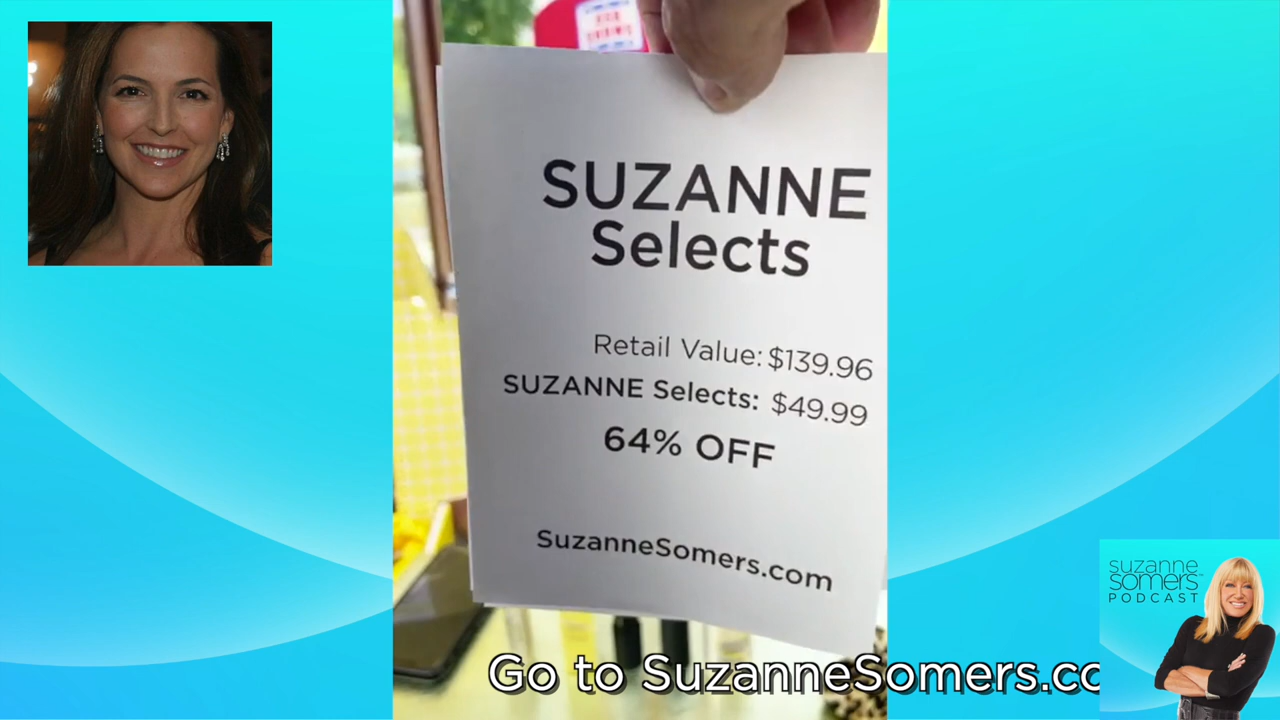 SUZANNE
Selects
Retail Value: $139.96
SUZANNE Selects: $49.99
64% OFF
SuzanneSomers.com
Go to SuzanneSomers.co
suzanne
somers
PODCAST